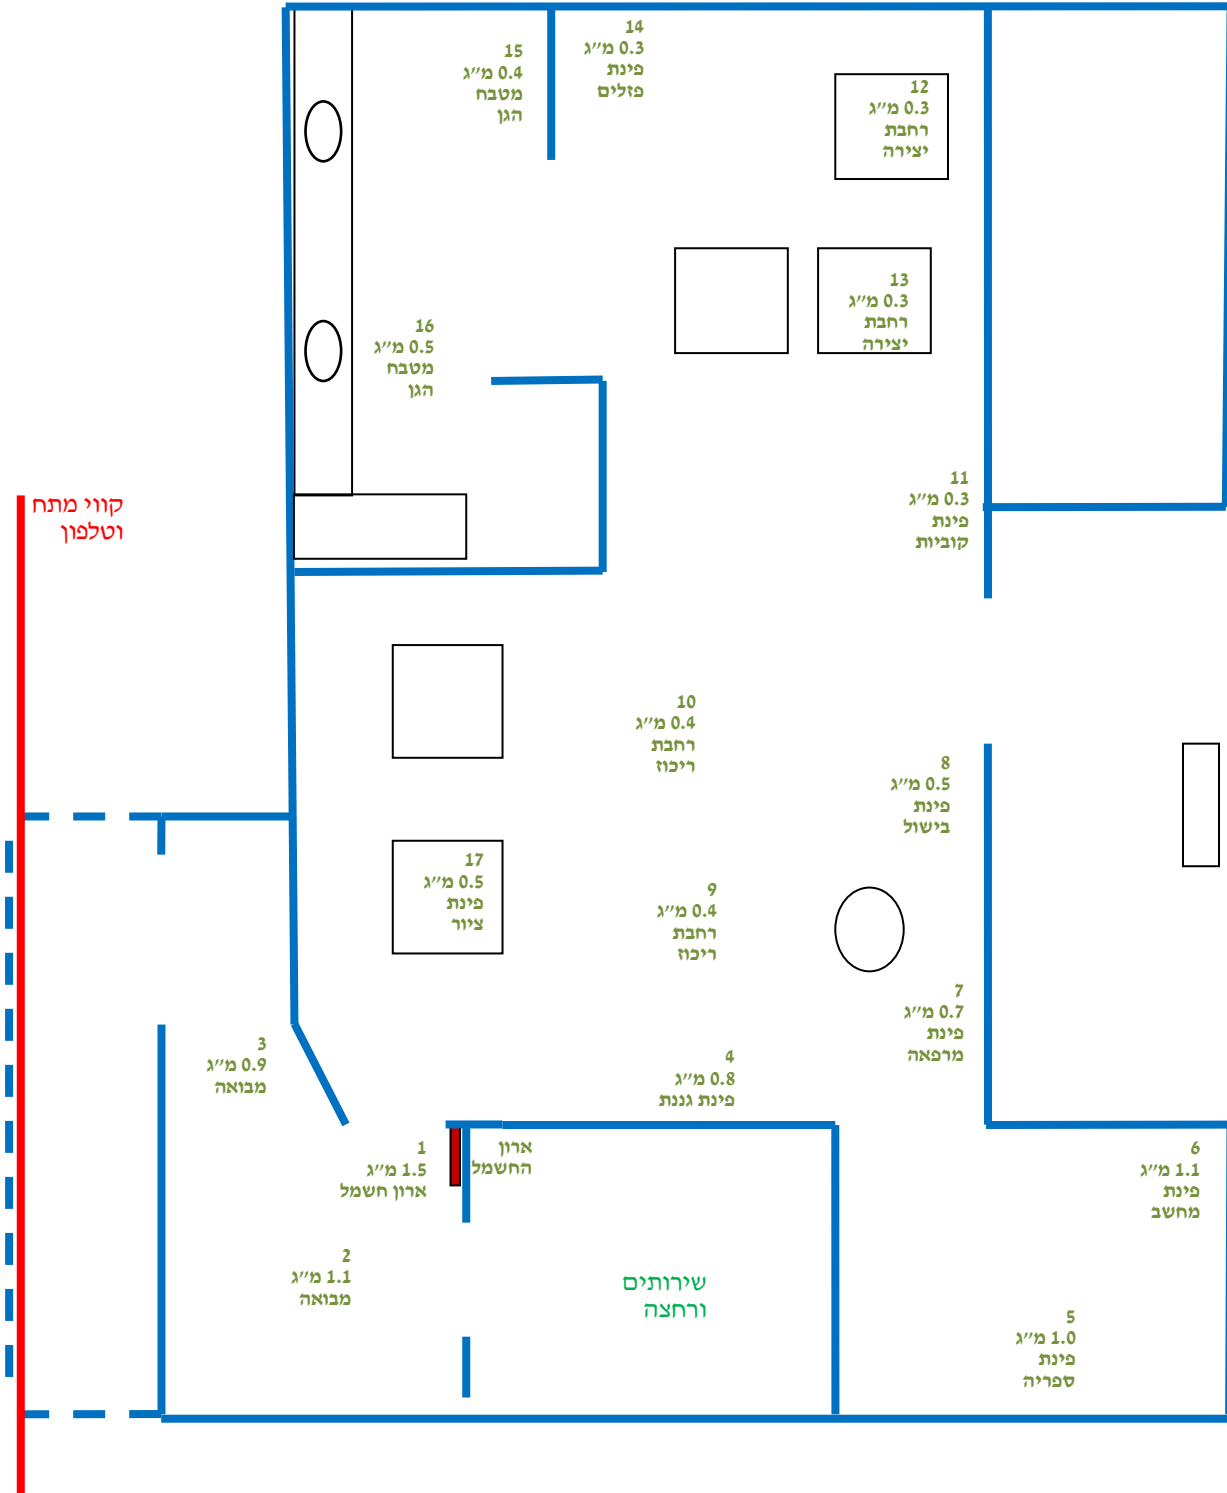 14
0.3 מ״ג
פינת
פזלים
15
0.4 מ״ג
מטבח
הגן
12
0.3 מ״ג
רחבת
יצירה
13
0.3 מ״ג
רחבת
יצירה
16
0.5 מ״ג
מטבח
הגן
11
0.3 מ״ג
פינת
קוביות
קווי מתח
וטלפון
10
0.4 מ״ג
רחבת
ריכוז
8
0.5 מ״ג
פינת
בישול
17
0.5 מ״ג
פינת
ציור
9
0.4 מ״ג
רחבת
ריכוז
7
0.7 מ״ג
פינת
מרפאה
3
0.9 מ״ג
מבואה
4
0.8 מ״ג
פינת גננת
6
1.1 מ״ג
פינת
מחשב
ארון
החשמל
1
1.5 מ״ג
ארון חשמל
2
1.1 מ״ג
מבואה
שירותים
ורחצה
5
1.0 מ״ג
פינת
ספריה